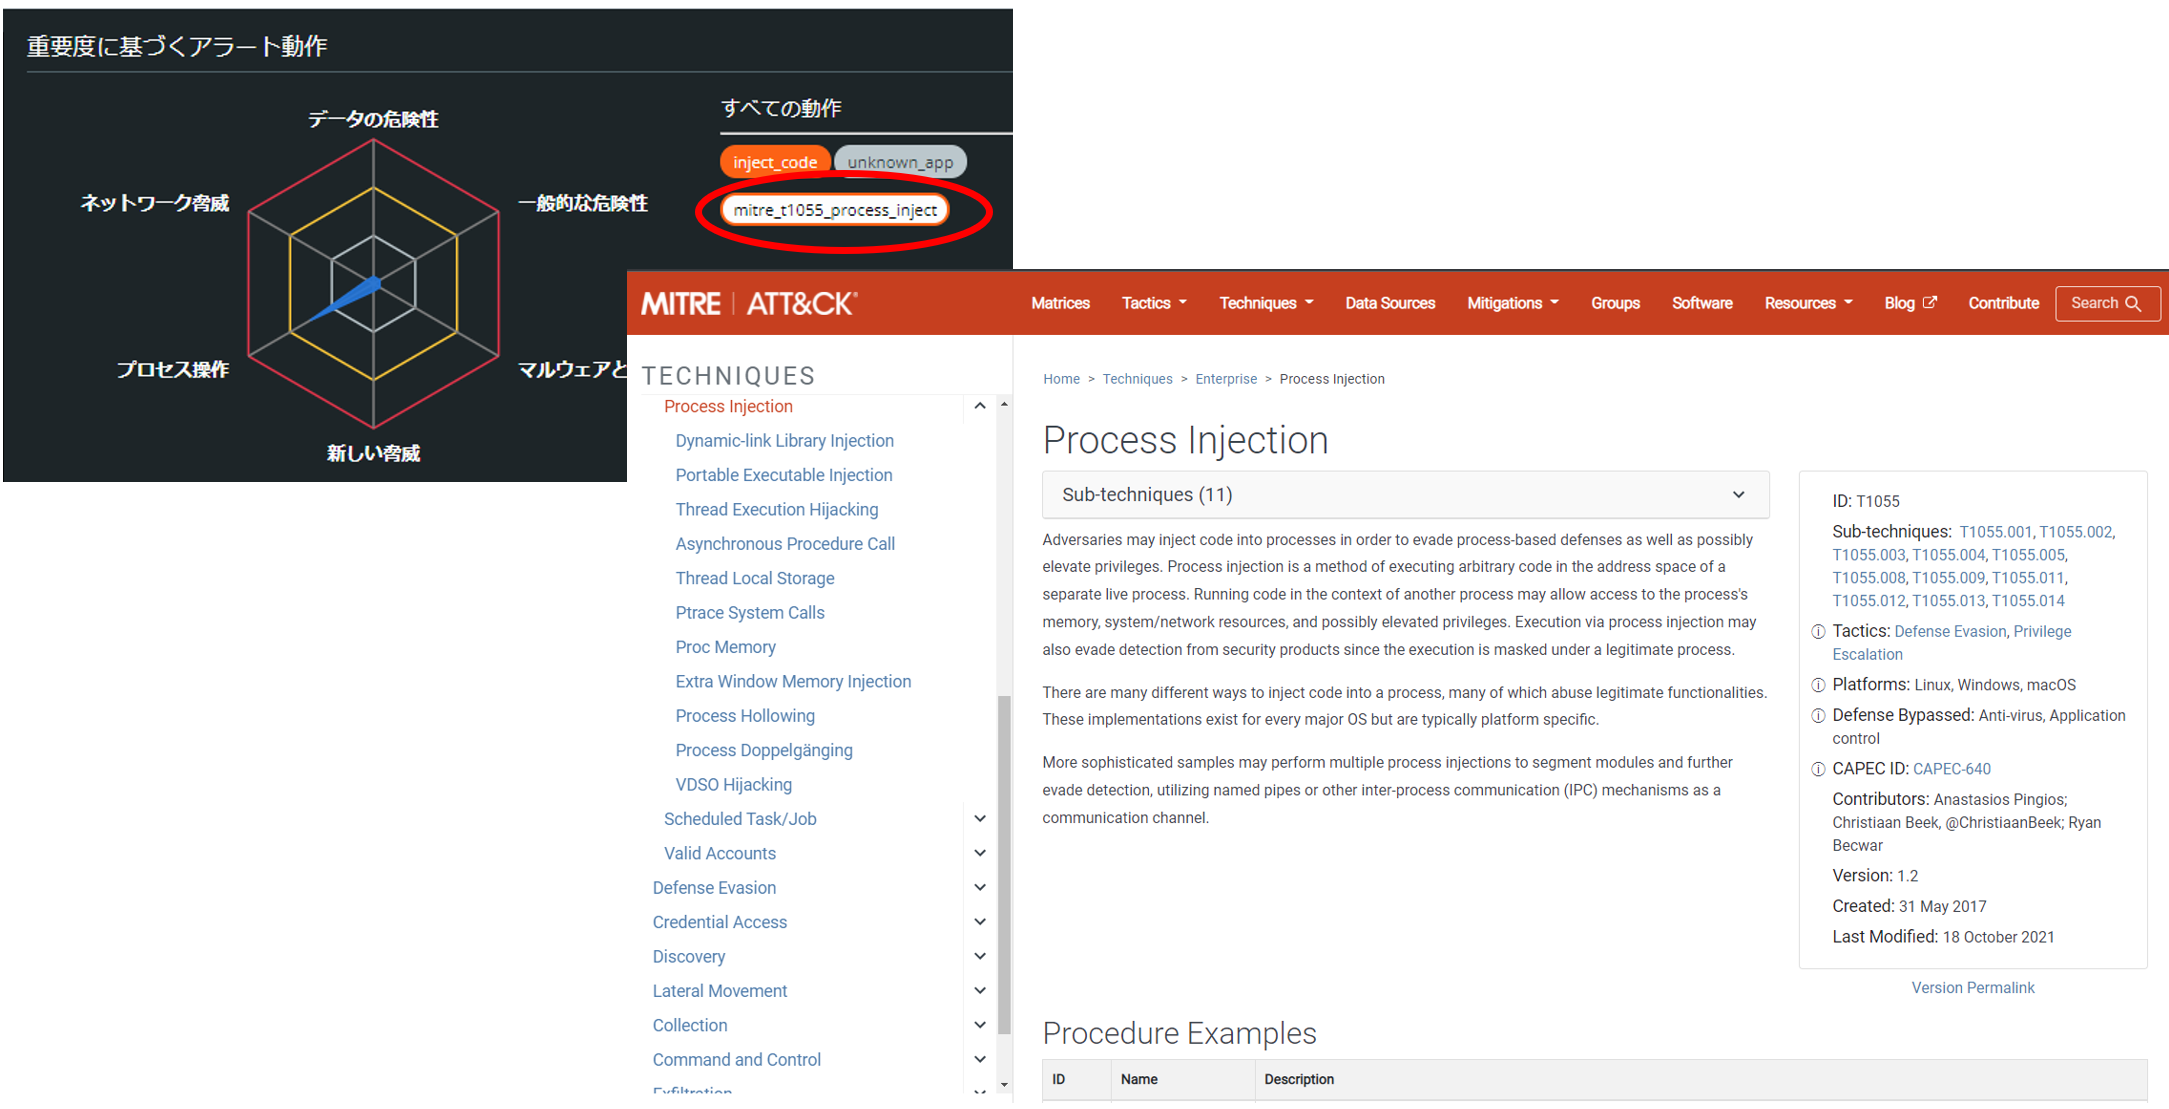 重要度に基づくアラート動作
データの危険性
ネットワーク脅威
一般的な危険性
プロセス操作
マルウェアと
新しい脅威
すべての動作
inject_code
unknown_app
mitre_t1055_process_inject
MITRE | ATT&CK®
Matrices
Tactics
Techniques
Data Sources
Mitigations
Groups
Software
Resources
Blog
Contribute
Search
TECHNIQUES
Process Injection
Dynamic-link Library Injection
Portable Executable Injection
Thread Execution Hijacking
Asynchronous Procedure Call
Thread Local Storage
Ptrace System Calls
Proc Memory
Extra Window Memory Injection
Process Hollowing
Process Doppelgänging
VDSO Hijacking
Scheduled Task/Job
Valid Accounts
Defense Evasion
Credential Access
Discovery
Lateral Movement
Collection
Command and Control
Exfiltration
Home > Techniques > Enterprise > Process Injection
Process Injection
Sub-techniques (11)
Adversaries may inject code into processes in order to evade process-based defenses as well as possibly
elevate privileges. Process injection is a method of executing arbitrary code in the address space of a
separate live process. Running code in the context of another process may allow access to the process's
memory, system/network resources, and possibly elevated privileges. Execution via process injection may
also evade detection from security products since the execution is masked under a legitimate process.
There are many different ways to inject code into a process, many of which abuse legitimate functionalities.
These implementations exist for every major OS but are typically platform specific.
More sophisticated samples may perform multiple process injections to segment modules and further
evade detection, utilizing named pipes or other inter-process communication (IPC) mechanisms as a
communication channel.
ID: T1055
Sub-techniques: T1055.001, T1055.002,
T1055.003, T1055.004, T1055.005,
T1055.008, T1055.009, T1055.011,
T1055.012, T1055.013, T1055.014
Tactics: Defense Evasion, Privilege
Escalation
Platforms: Linux, Windows, macOS
Defense Bypassed: Anti-virus, Application
control
CAPEC ID: CAPEC-640
Contributors: Anastasios Pingios;
Christiaan Beek, @ChristiaanBeek; Ryan
Becwar
Version: 1.2
Created: 31 May 2017
Last Modified: 18 October 2021
Version Permalink
Procedure Examples
ID
Name
Description